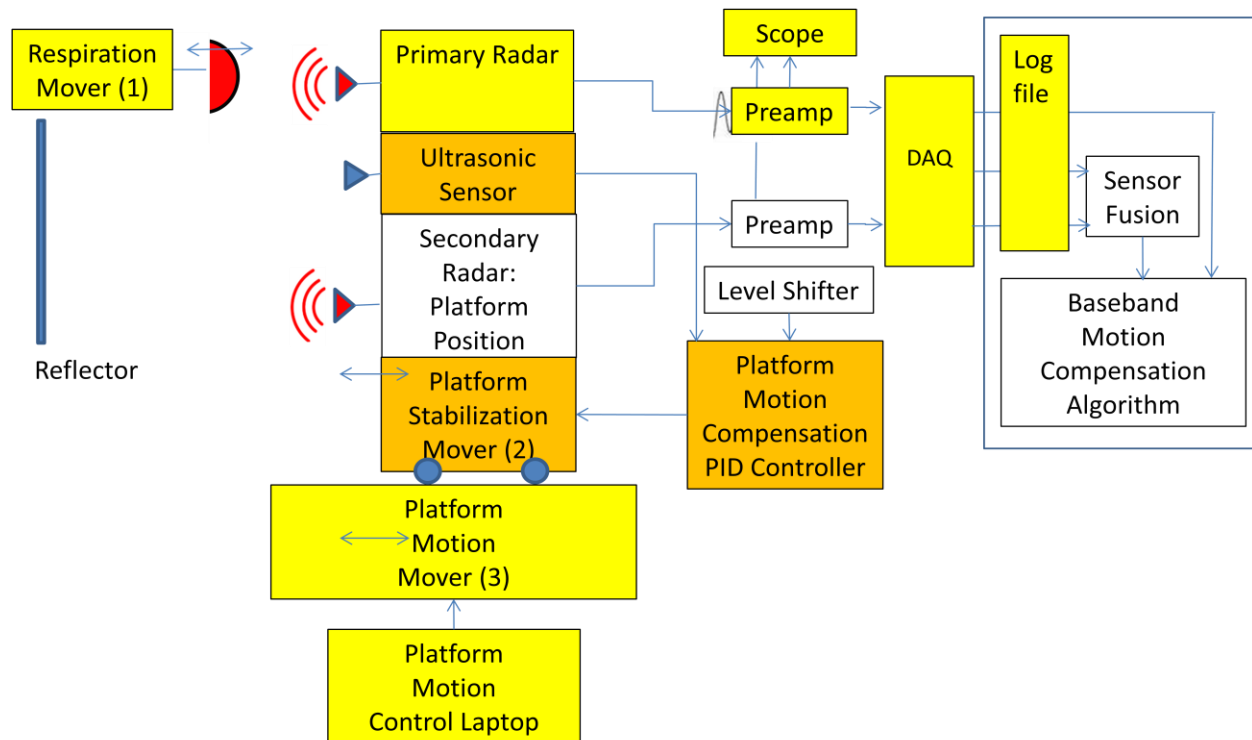 Respiration
Mover (1)
Reflector
Primary Radar
Ultrasonic
Sensor
Secondary
Radar:
Platform
Position
Platform
Stabilization
Mover (2)
Platform
Motion
Mover (3)
Platform
Motion
Control Laptop
Scope
Preamp
Preamp
Level Shifter
Platform
Motion
Compensation
PID Controller
DAQ
Log
file
Sensor
Fusion
Baseband
Motion
Compensation
Algorithm